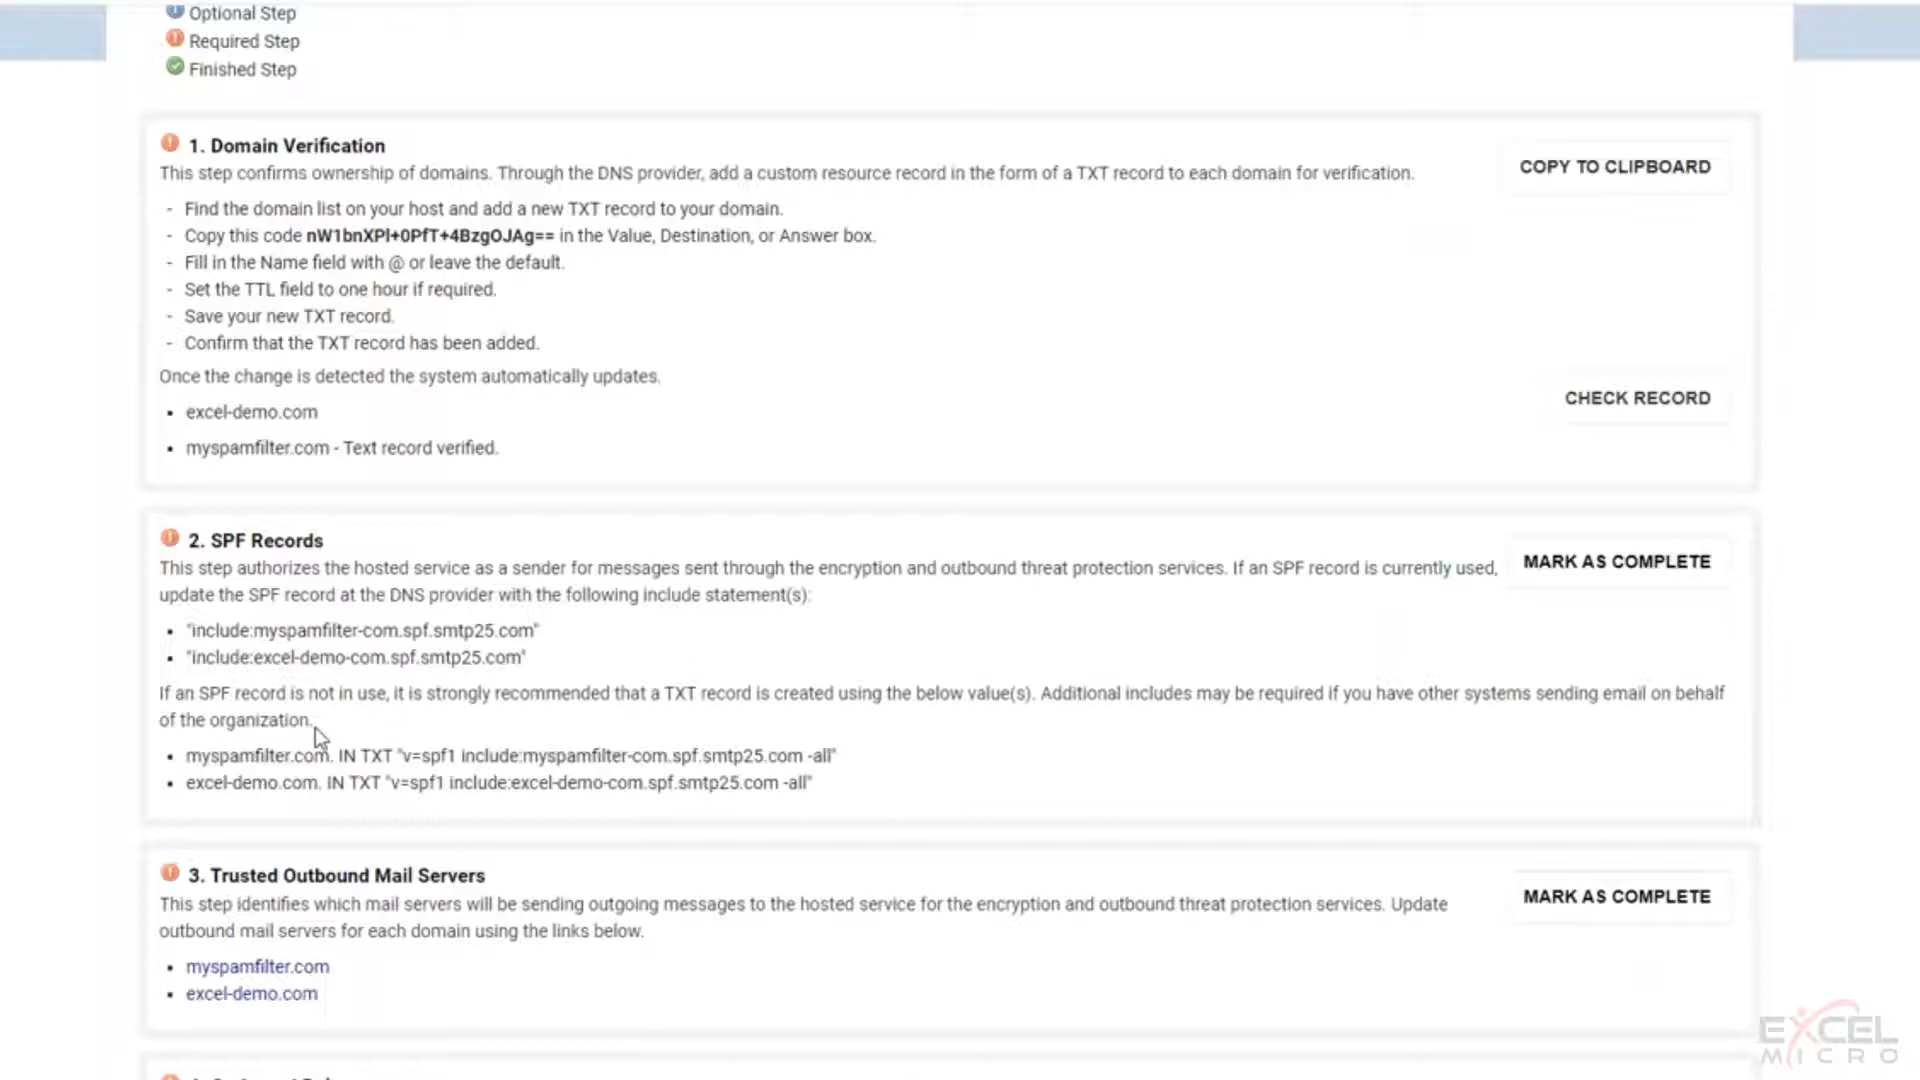 Optional Step
Required Step
Finished Step
1. Domain Verification
COPY TO CLIPBOARD
This step confirms ownership of domains. Through the DNS provider, add a custom resource record in the form of a TXT record to each domain for verification.
- Find the domain list on your host and add a new TXT record to your domain.
- Copy this code nW1bnXPl+0PfT+4BzgOJAg== in the Value, Destination, or Answer box.
- Fill in the Name field with @ or leave the default.
- Set the TTL field to one hour if required.
- Save your new TXT record.
- Confirm that the TXT record has been added.
Once the change is detected the system automatically updates.
CHECK RECORD
• excel-demo.com
• myspamfilter.com - Text record verified.
2. SPF Records
MARK AS COMPLETE
This step authorizes the hosted service as a sender for messages sent through the encryption and outbound threat protection services. If an SPF record is currently used,
update the SPF record at the DNS provider with the following include statement(s):
• "include:myspamfilter-com.spf.smtp25.com"
• "include:excel-demo-com.spf.smtp25.com"
If an SPF record is not in use, it is strongly recommended that a TXT record is created using the below value(s). Additional includes may be required if you have other systems sending email on behalf
of the organization.
• myspamfilter.com. IN TXT "v=spf1 include:myspamfilter-com.spf.smtp25.com -all"
• excel-demo.com. IN TXT "v=spf1 include:excel-demo-com.spf.smtp25.com -all"
3. Trusted Outbound Mail Servers
MARK AS COMPLETE
This step identifies which mail servers will be sending outgoing messages to the hosted service for the encryption and outbound threat protection services. Update
outbound mail servers for each domain using the links below.
• myspamfilter.com
• excel-demo.com
EXCEL
MICRO